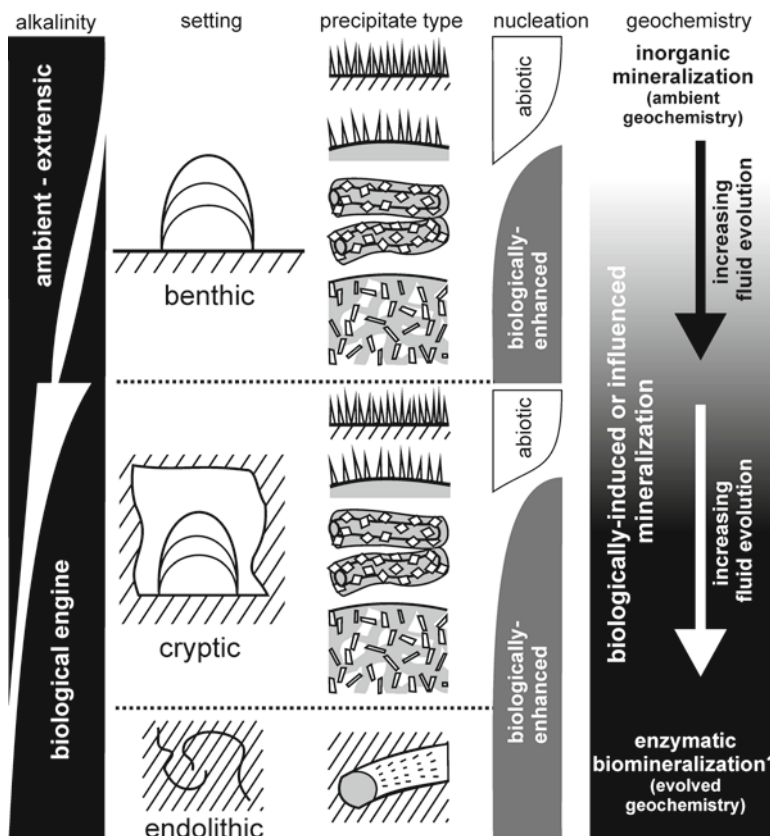 alkalinity
setting
precipitate type
nucleation
geochemistry
ambient - extrensic
biological engine
benthic
cryptic
endolithic
abiotic
biologically-
enhanced
abiotic
biologically-
enhanced
inorganic
mineralization
(ambient
geochemistry)
increasing
fluid evolution
biologically-induced or influenced
mineralization
increasing
fluid evolution
enzymatic
biomineralization?
(evolved
geochemistry)